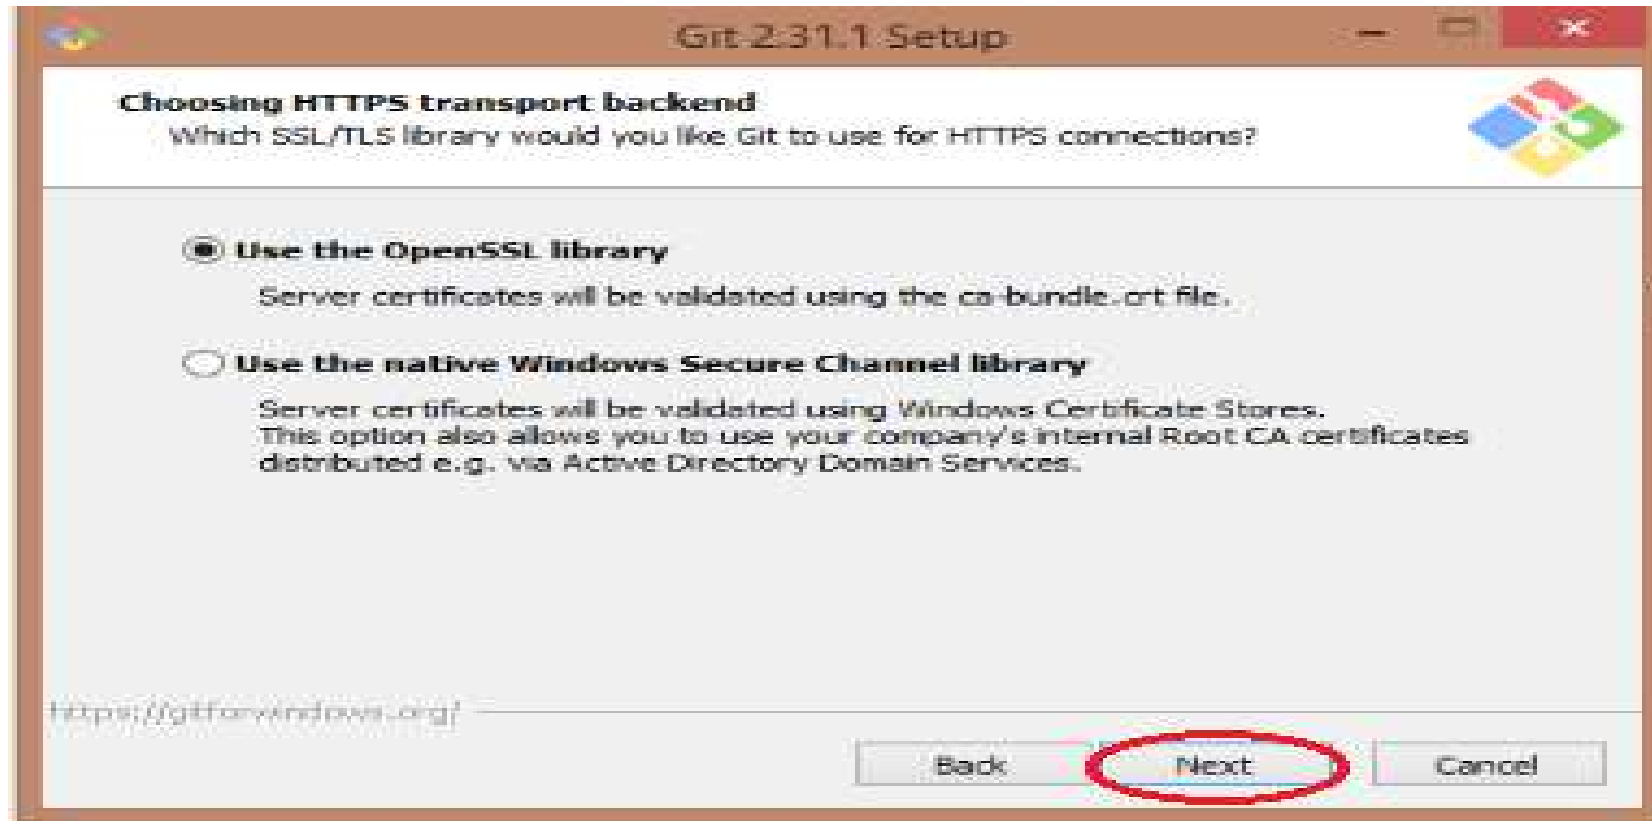 Git 2.31.1 Setup
Choosing HTTPS transport backend
Which SSL/TLS library would you like Git to use for HTTPS connections?
Use the OpenSSL library
Server certificates will be validated using the ca-bundle.crt file.
Use the native Windows Secure Channel library
Server certificates will be validated using Windows Certificate Stores.
This option also allows you to use your company's internal Root CA certificates
distributed e.g. via Active Directory Domain Services.
https://gitforwindows.org/
Back Next Cancel